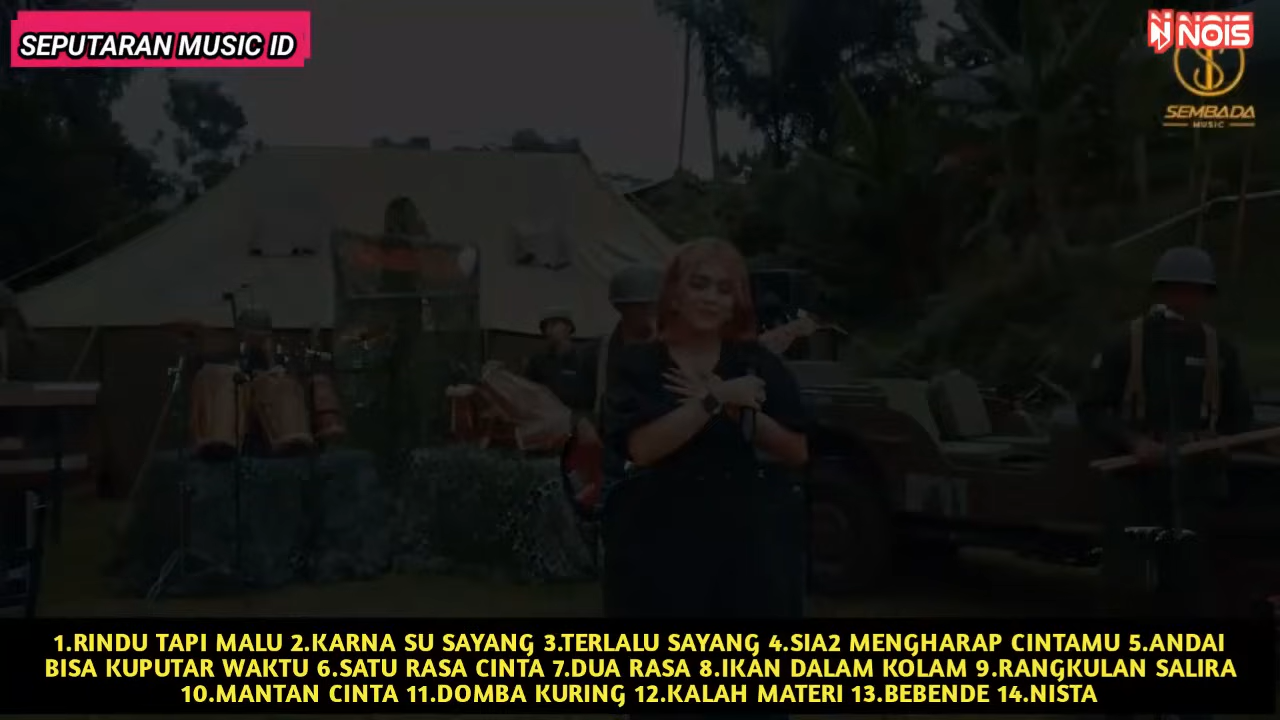 SEPUTARAN MUSIC ID
NOIS
SEMBADA
MUSIC
1.RINDU TAPI MALU 2.KARNA SU SAYANG 3.TERLALU SAYANG 4.SIA2 MENGHARAP CINTAMU 5.ANDAI
BISA KUPUTAR WAKTU 6.SATU RASA CINTA 7.DUA RASA 8.IKAN DALAM KOLAM 9.RANGKULAN SALIRA
10.MANTAN CINTA 11.DOMBA KURING 12.KALAH MATERI 13.BEBENDE 14.NISTA